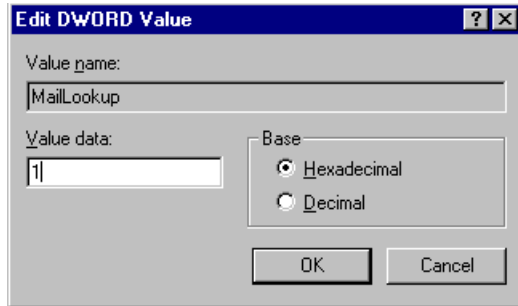 Edit DWORD Value
Value name:
MailLookup
Value data:
1
Base
Hexadecimal
Decimal
OK
Cancel